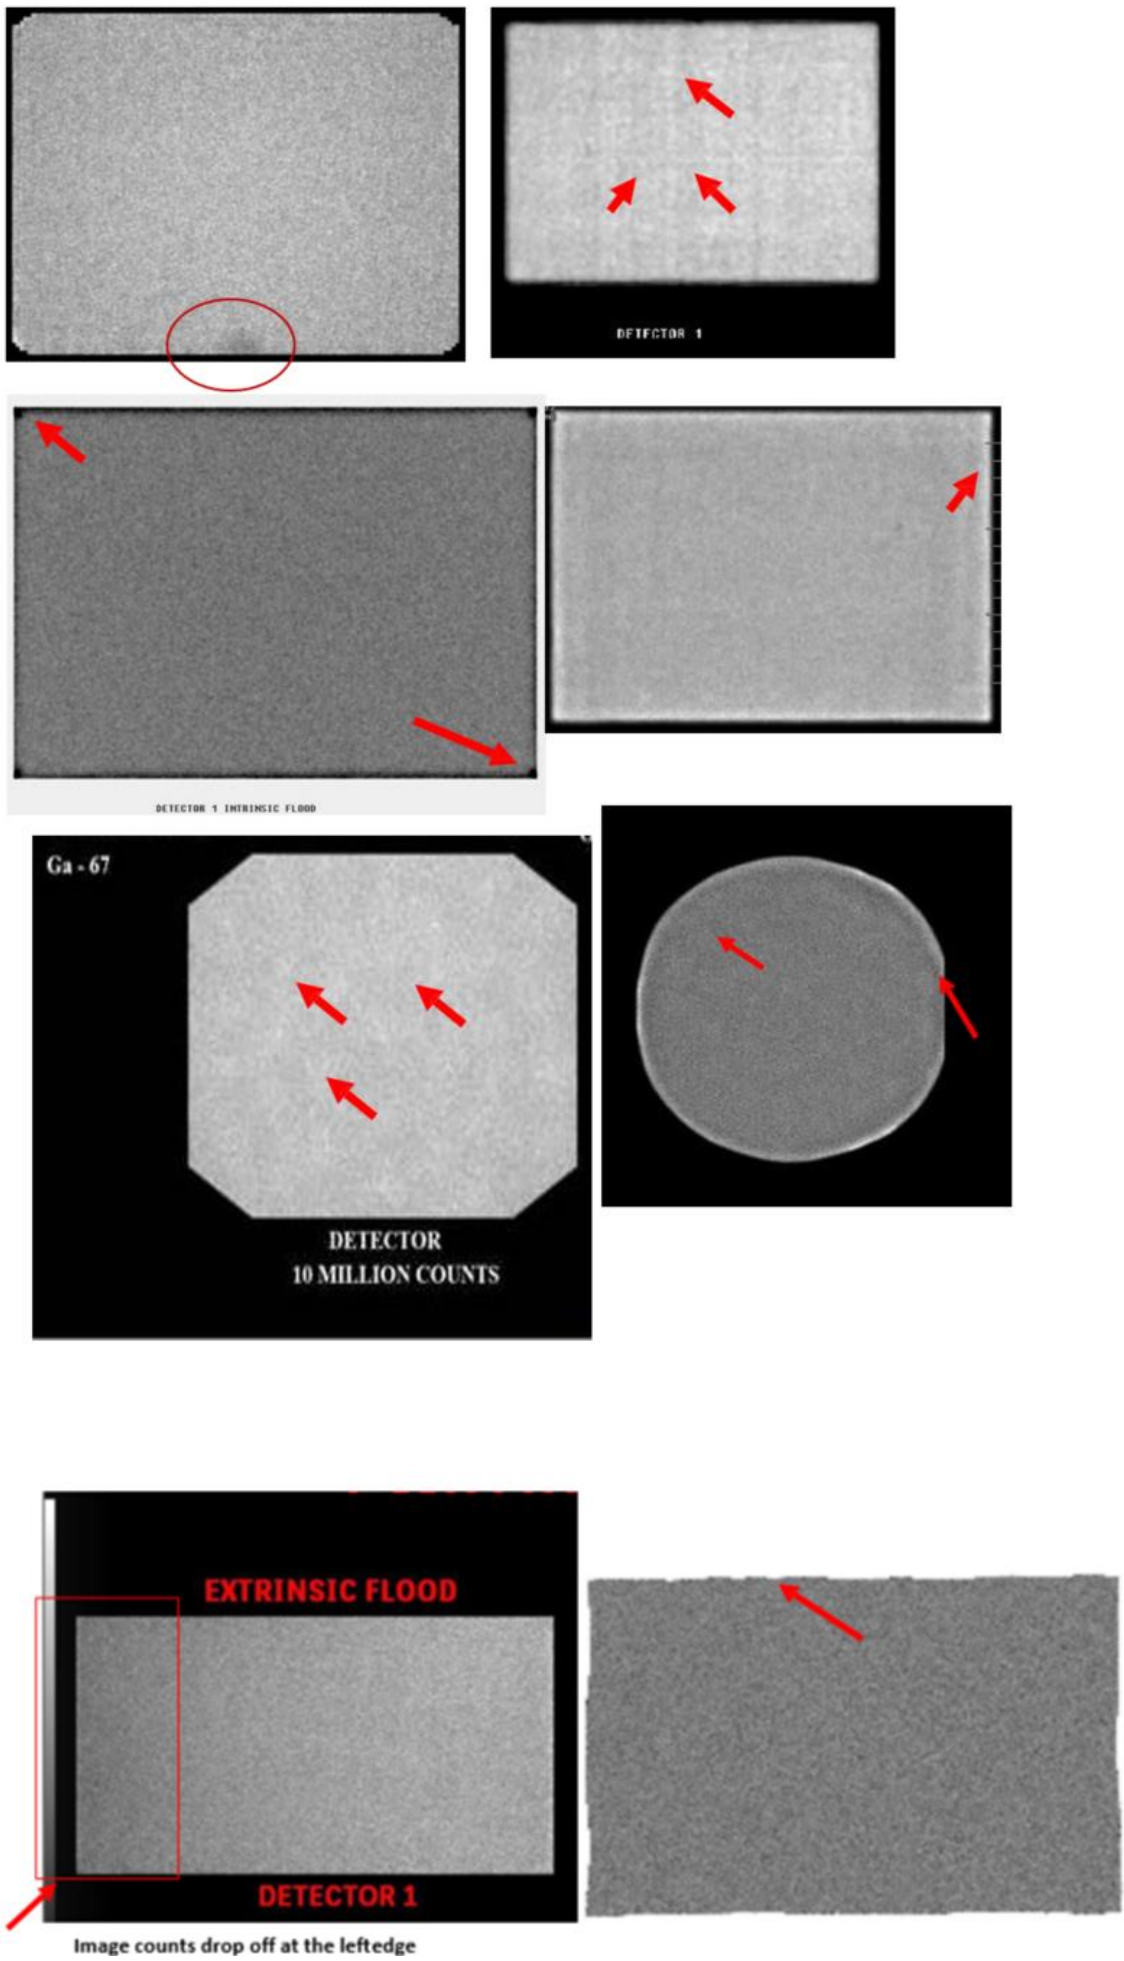 DETECTOR 1
DETECTOR 1 INTRINSIC FLOOD
Ga - 67
DETECTOR
10 MILLION COUNTS
EXTRINSIC FLOOD
DETECTOR 1
Image counts drop off at the leftedge